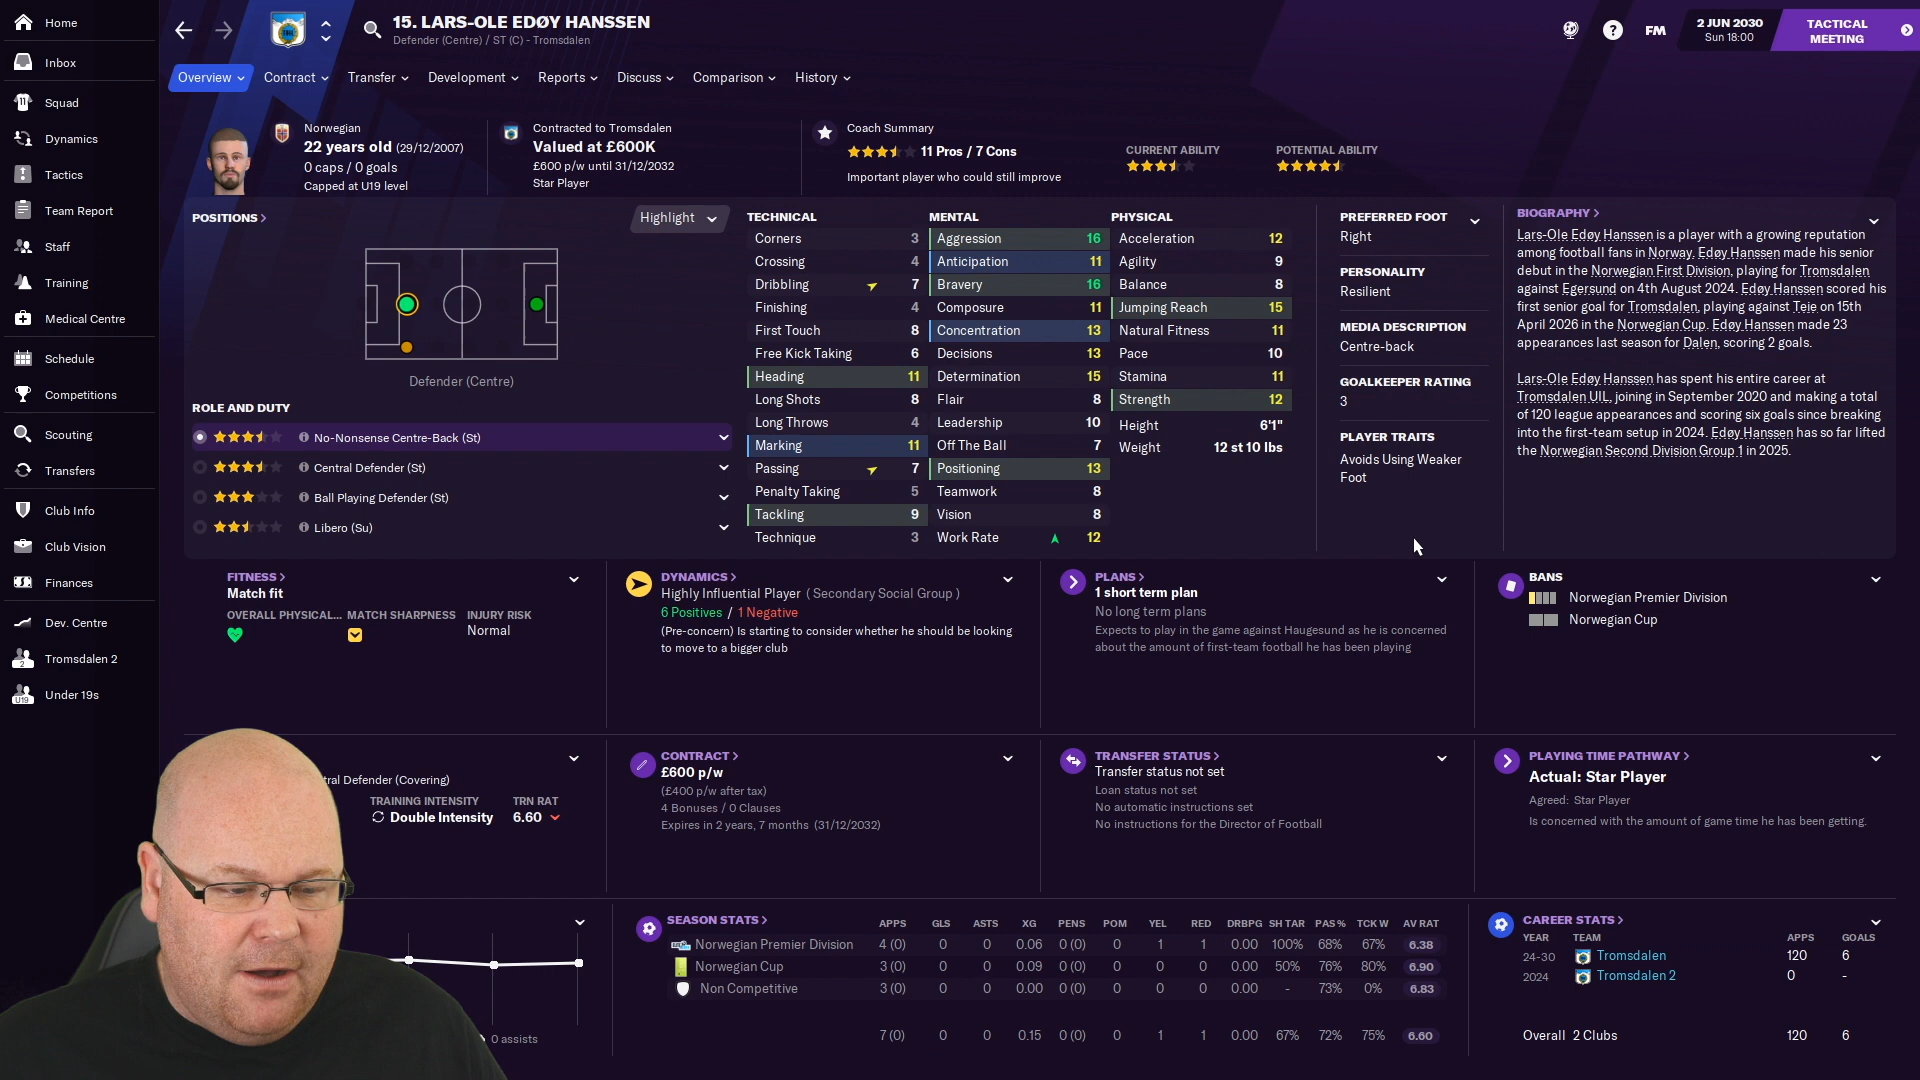 Home
Inbox
Squad
Dynamics
Tactics
Team Report
Staff
Training
Medical Centre
Schedule
Competitions
Scouting
Transfers
Club Info
Club Vision
Finances
Dev. Centre
Tromsdalen 2
Under 19s
15. LARS-OLE EDØY HANSSEN
Defender (Centre) / ST (C) - Tromsdalen
FM
2 JUN 2030
Sun 18:00
TACTICAL
MEETING
Overview Contract Transfer Development Reports Discuss Comparison History
Norwegian
22 years old (29/12/2007)
0 caps / 0 goals
Capped at U19 level
Contracted to Tromsdalen
Valued at £600K
£600 p/w until 31/12/2032
Star Player
Coach Summary
11 Pros / 7 Cons
Important player who could still improve
CURRENT ABILITY
POTENTIAL ABILITY
POSITIONS
Highlight
Defender (Centre)
ROLE AND DUTY
No-Nonsense Centre-Back (St)
Central Defender (St)
Ball Playing Defender (St)
Libero (Su)
TECHNICAL
Corners 3
Crossing 4
Dribbling 7
Finishing 4
First Touch 8
Free Kick Taking 6
Heading 11
Long Shots 8
Long Throws 4
Marking 11
Passing 7
Penalty Taking 5
Tackling 9
Technique 3
MENTAL
Aggression 16
Anticipation 11
Bravery 16
Composure 11
Concentration 13
Decisions 13
Determination 15
Flair 8
Leadership 10
Off The Ball 7
Positioning 13
Teamwork 8
Vision 8
Work Rate 12
PHYSICAL
Acceleration 12
Agility 9
Balance 8
Jumping Reach 15
Natural Fitness 11
Pace 10
Stamina 11
Strength 12
Height 6'1"
Weight 12 st 10 lbs
PREFERRED FOOT
Right
PERSONALITY
Resilient
MEDIA DESCRIPTION
Centre-back
GOALKEEPER RATING
3
PLAYER TRAITS
Avoids Using Weaker
Foot
BIOGRAPHY
Lars-Ole Edøy Hanssen is a player with a growing reputation
among football fans in Norway. Edøy Hanssen made his senior
debut in the Norwegian First Division, playing for Tromsdalen
against Egersund on 4th August 2024. Edøy Hanssen scored his
first senior goal for Tromsdalen, playing against Teie on 15th
April 2026 in the Norwegian Cup. Edøy Hanssen made 23
appearances last season for Dalen, scoring 2 goals.
Lars-Ole Edøy Hanssen has spent his entire career at
Tromsdalen UIL, joining in September 2020 and making a total
of 120 league appearances and scoring six goals since breaking
into the first-team setup in 2024. Edøy Hanssen has so far lifted
the Norwegian Second Division Group 1 in 2025.
FITNESS
Match fit
OVERALL PHYSICAL... MATCH SHARPNESS INJURY RISK
Normal
DYNAMICS
Highly Influential Player ( Secondary Social Group )
6 Positives / 1 Negative
(Pre-concern) Is starting to consider whether he should be looking
to move to a bigger club
PLANS
1 short term plan
No long term plans
Expects to play in the game against Haugesund as he is concerned
about the amount of first-team football he has been playing
BANS
Norwegian Premier Division
Norwegian Cup
tral Defender (Covering)
TRAINING INTENSITY TRN RAT
Double Intensity 6.60
CONTRACT
£600 p/w
(£400 p/w after tax)
4 Bonuses / 0 Clauses
Expires in 2 years, 7 months (31/12/2032)
TRANSFER STATUS
Transfer status not set
Loan status not set
No automatic instructions set
No instructions for the Director of Football
PLAYING TIME PATHWAY
Actual: Star Player
Agreed: Star Player
Is concerned with the amount of game time he has been getting.
0 assists
SEASON STATS APPS GLS ASTS XG PENS POM YEL RED DRBPG SH TAR PAS % TCK W AV RAT
Norwegian Premier Division 4 (0) 0 0 0.06 0 (0) 0 1 1 0.00 100% 68% 67% 6.38
Norwegian Cup 3 (0) 0 0 0.09 0 (0) 0 0 0 0.00 50% 76% 80% 6.90
Non Competitive 3 (0) 0 0 0.00 0 (0) 0 0 0 0.00 - 73% 0% 6.83
7 (0) 0 0 0.15 0 (0) 0 1 1 0.00 67% 72% 75% 6.60
CAREER STATS
YEAR TEAM APPS GOALS
24-30 Tromsdalen 120 6
2024 Tromsdalen 2 0 -
Overall 2 Clubs 120 6